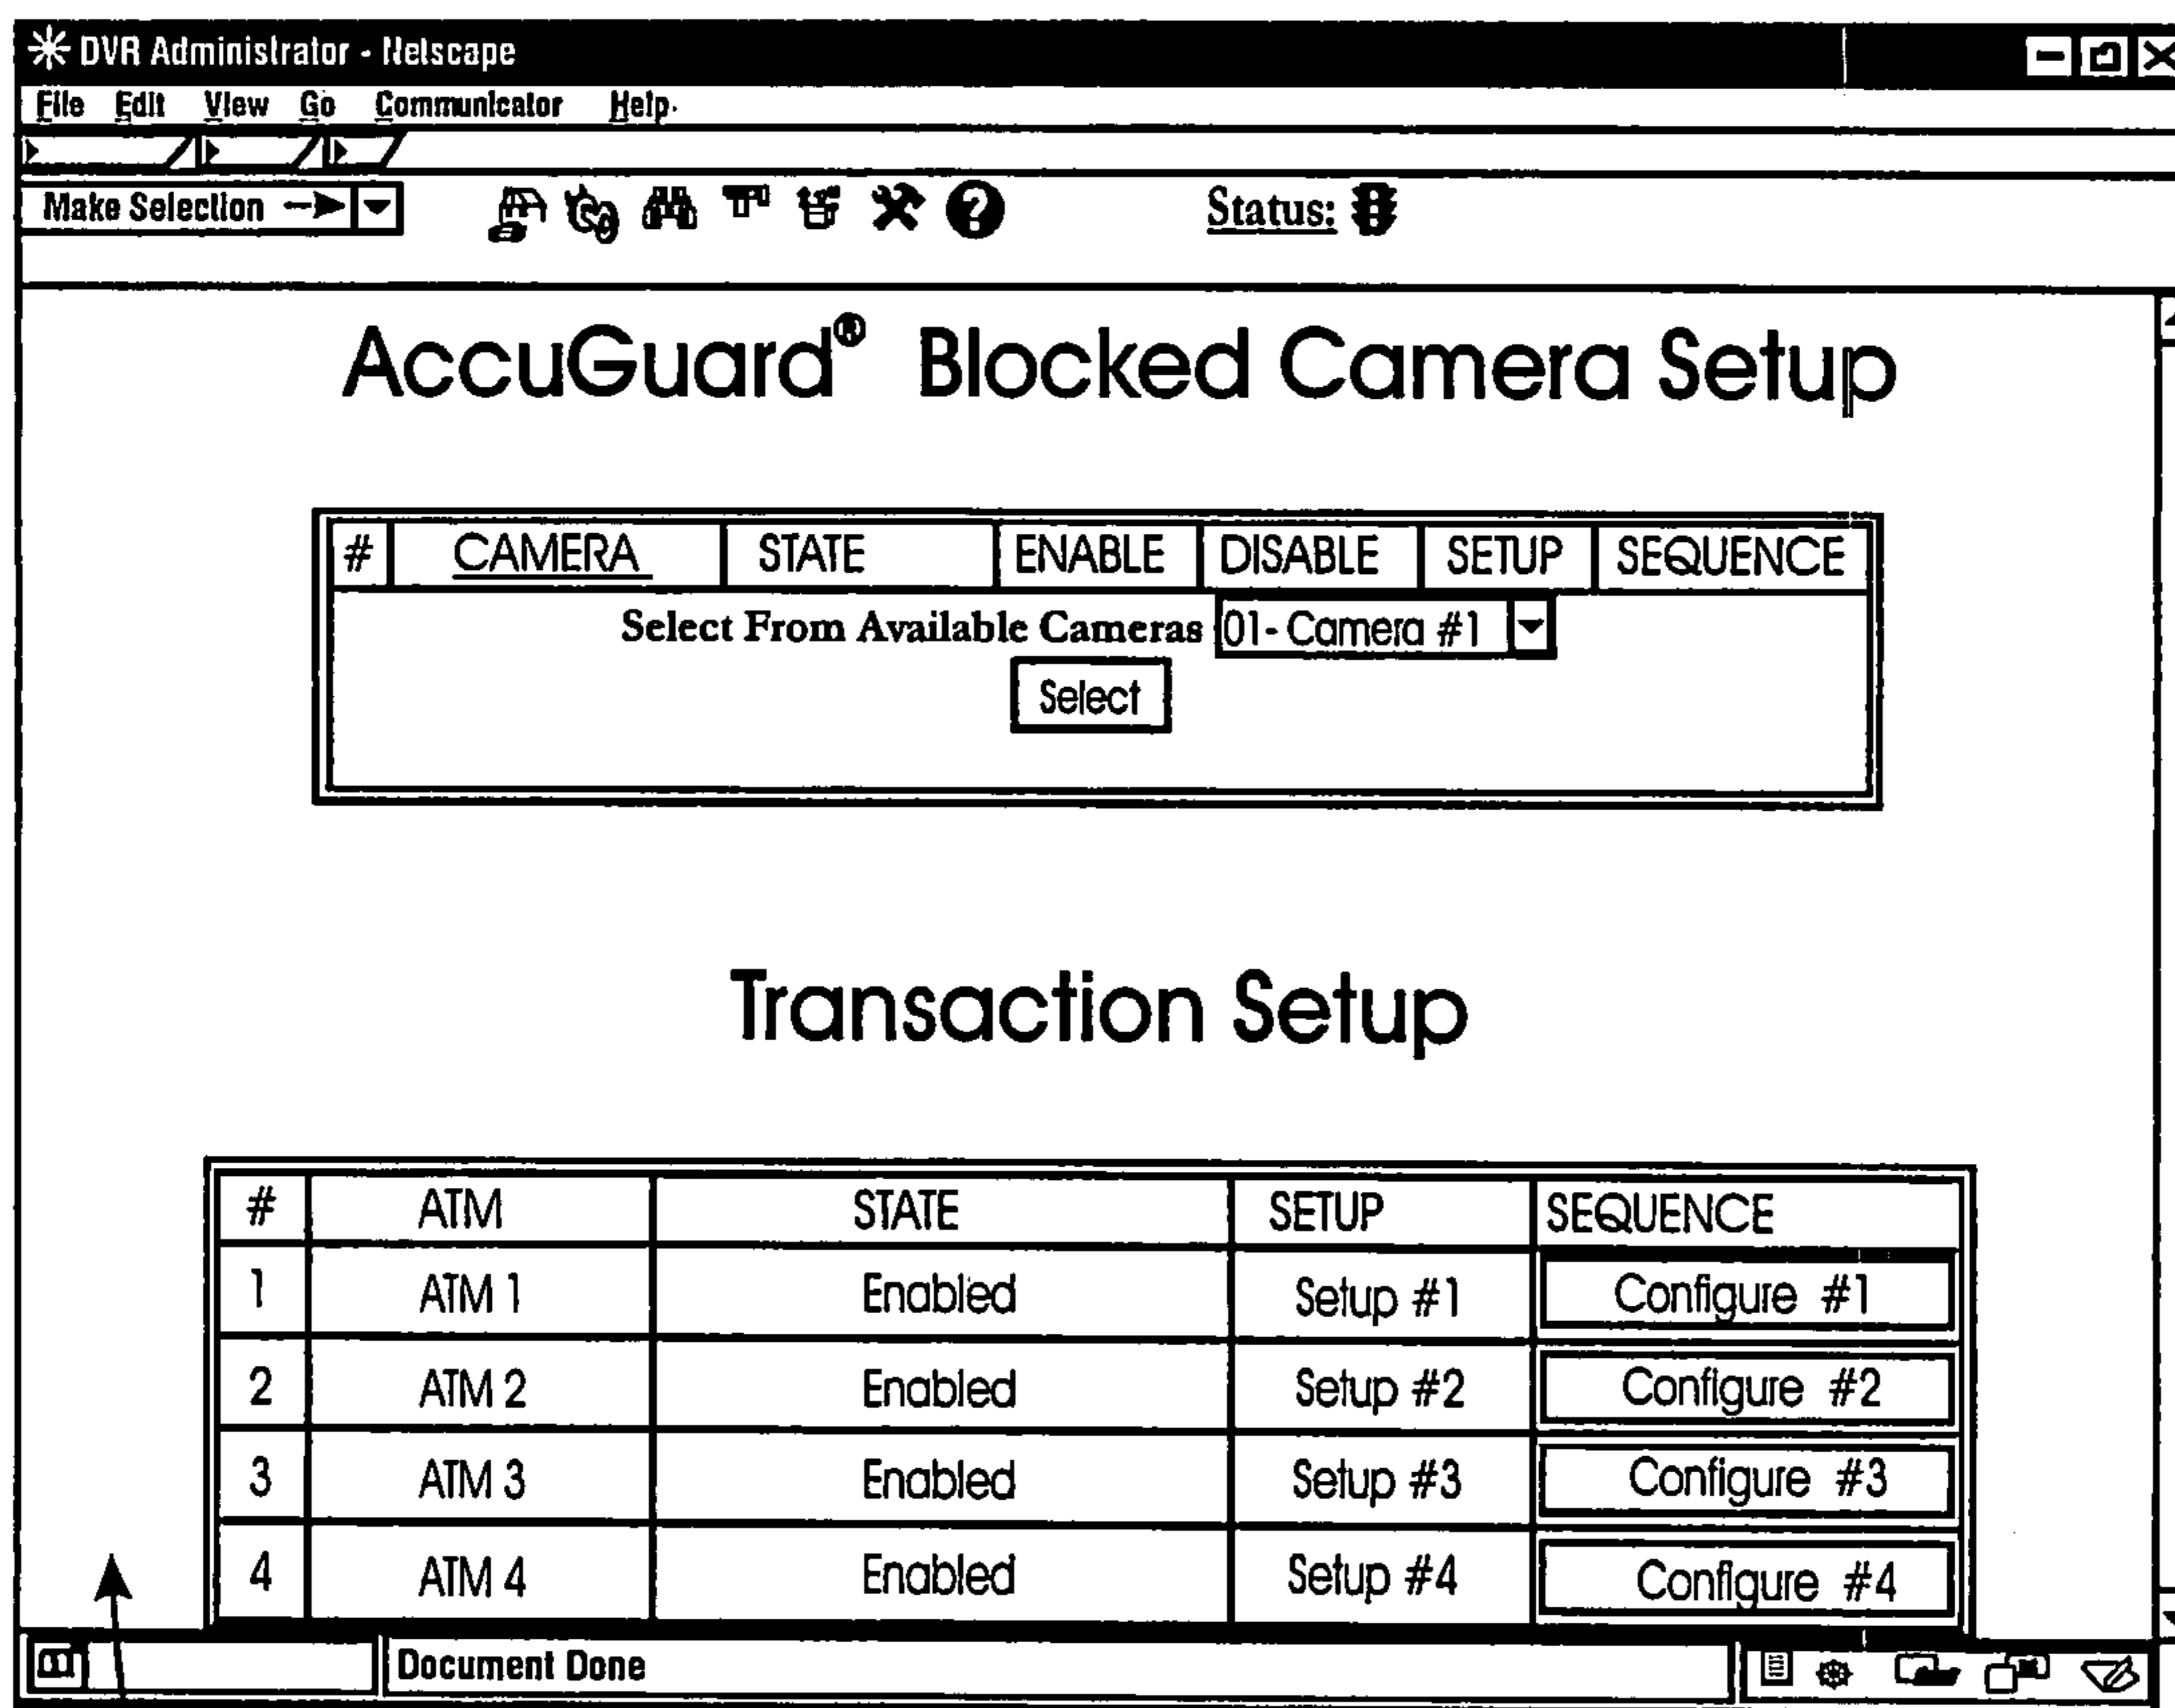 DVR Administrator - Netscape
File Edit View Go Communicator Help
Make Selection Status:
AccuGuard® Blocked Camera Setup
# CAMERA STATE ENABLE DISABLE SETUP SEQUENCE
Select From Available Cameras 01- Camera #1
Select
Transaction Setup
# ATM STATE SETUP SEQUENCE
1 ATM 1 Enabled Setup #1 Configure #1
2 ATM 2 Enabled Setup #2 Configure #2
3 ATM 3 Enabled Setup #3 Configure #3
4 ATM 4 Enabled Setup #4 Configure #4
Document Done